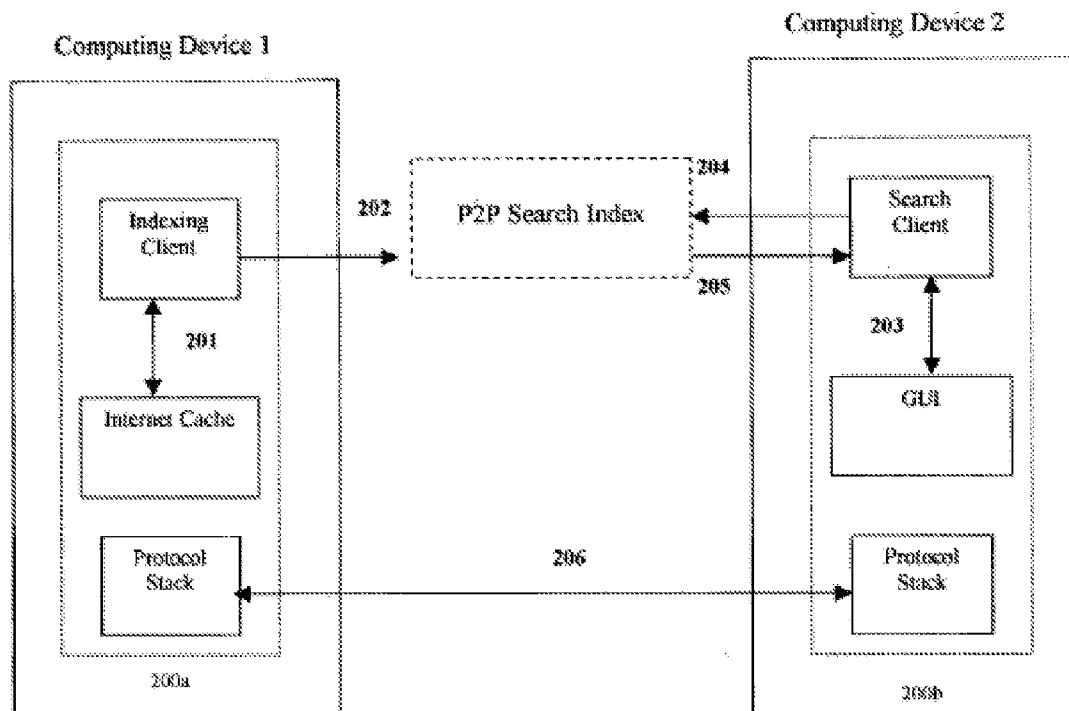 Computing Device 1
Computing Device 2
Indexing
Client
202
P2P Search Index
204
205
Search
Client
201
203
Internet Cache
GUI
Protocol
Stack
206
Protocol
Stack
200a
200b